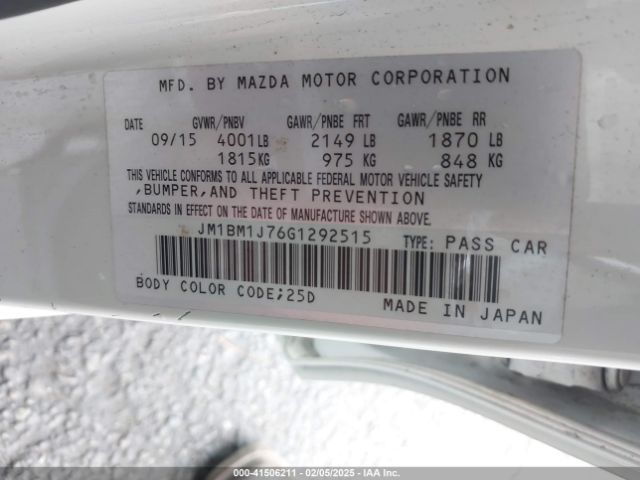 MFD. BY MAZDA MOTOR CORPORATION
DATE GVWR/PNBV GAWR/PNBE FRT GAWR/PNBE RR
09/15 4001LB 2149 LB 1870 LB
1815KG 975 KG 848 KG
THIS VEHICLE CONFORMS TO ALL APPLICABLE FEDERAL MOTOR VEHICLE SAFETY
,BUMPER,AND THEFT PREVENTION
STANDARDS IN EFFECT ON THE DATE OF MANUFACTURE SHOWN ABOVE.
JM1BM1J76G1292515 TYPE: PASS CAR
BODY COLOR CODE;25D MADE IN JAPAN
000-41506211 - 02/05/2025 - IAA Inc.